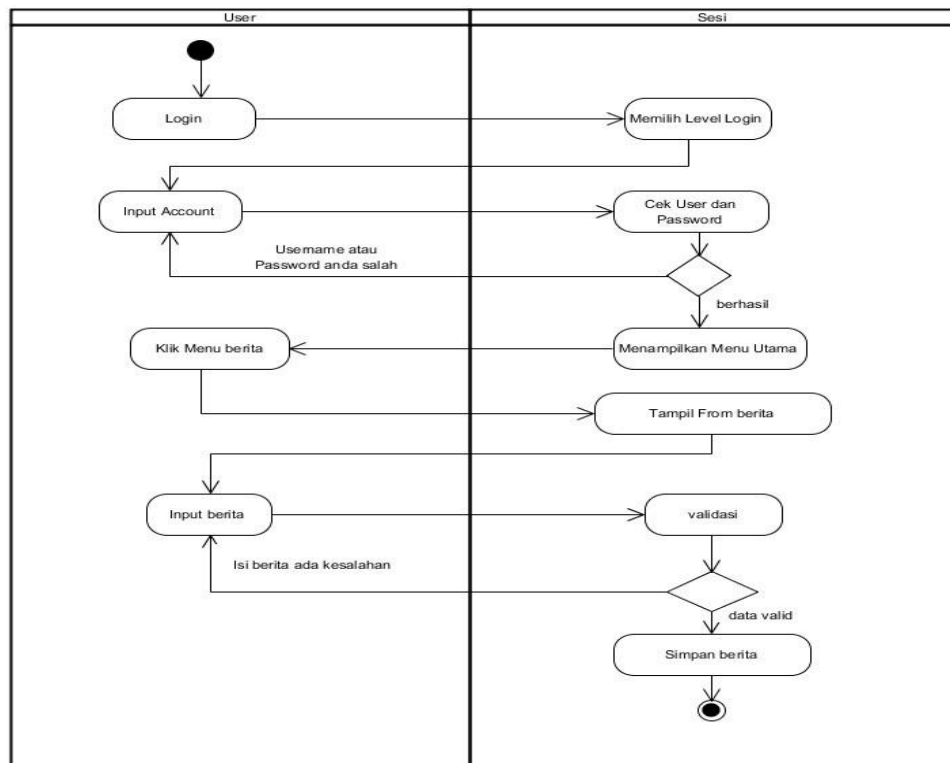 User
Sesi
Login
Memilih Level Login
Input Account
Cek User dan
Password
Username atau
Password anda salah
berhasil
Klik Menu berita
Menampilkan Menu Utama
Tampil From berita
Input berita
validasi
Isi berita ada kesalahan
data valid
Simpan berita